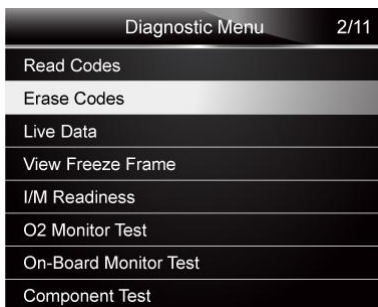 Diagnostic Menu 2/11
Read Codes
Erase Codes
Live Data
View Freeze Frame
I/M Readiness
O2 Monitor Test
On-Board Monitor Test
Component Test